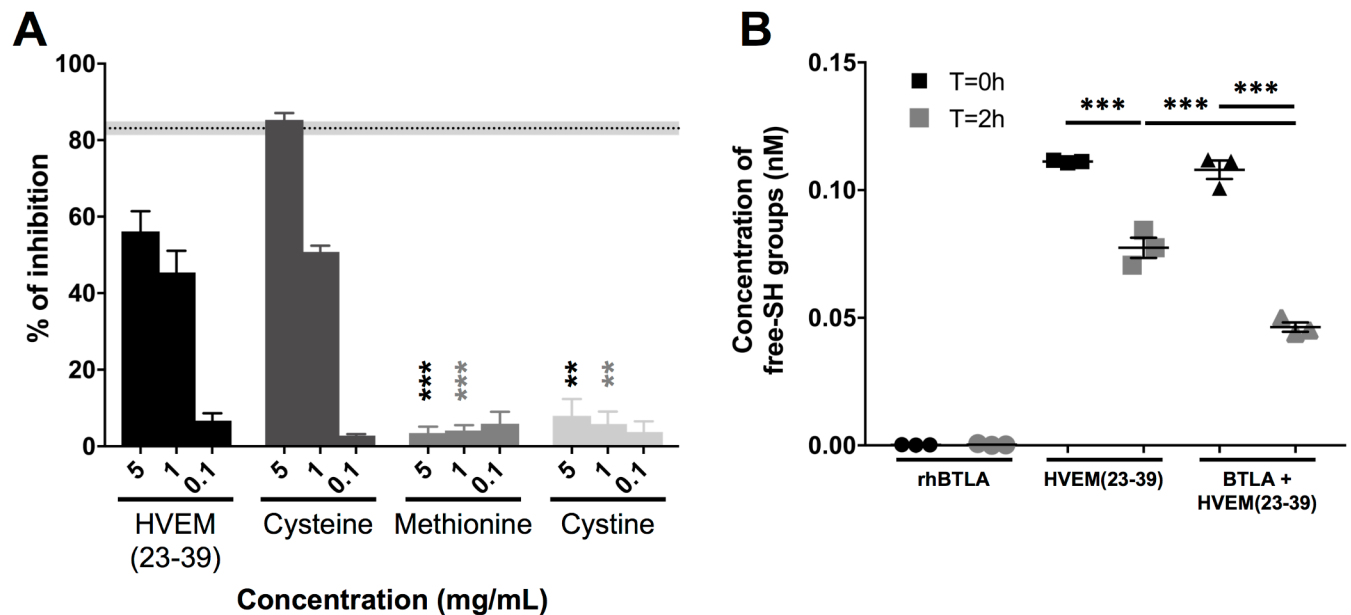 A
% of inhibition
100
80
60
40
20
0
*** *** ** **
5 1 0.1 5 1 0.1 5 1 0.1 5 1 0.1
HVEM Cysteine Methionine Cystine
(23-39)
Concentration (mg/mL)
B
Concentration of
free-SH groups (nM)
0.15
0.10
0.05
0.00
T=0h
T=2h
*** *** ***
rhBTLA HVEM(23-39) BTLA +
HVEM(23-39)